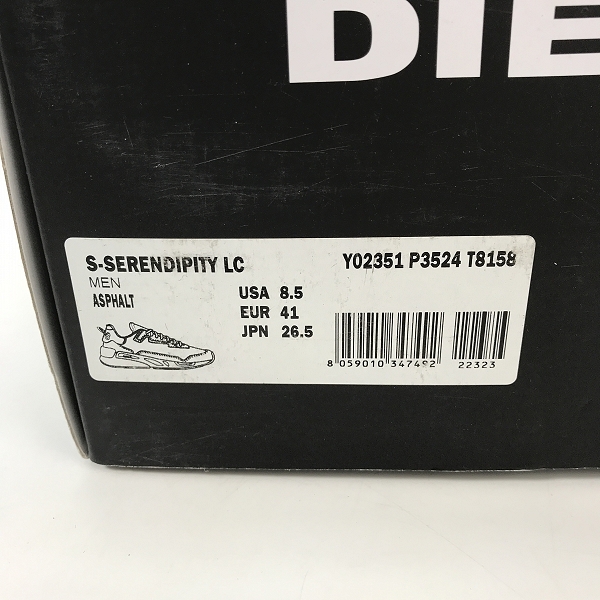 DIE
S-SERENDIPITY LC
Y02351 P3524 T8158
MEN
ASPHALT
USA 8.5
EUR 41
JPN 26.5
8 059010 347492
22323